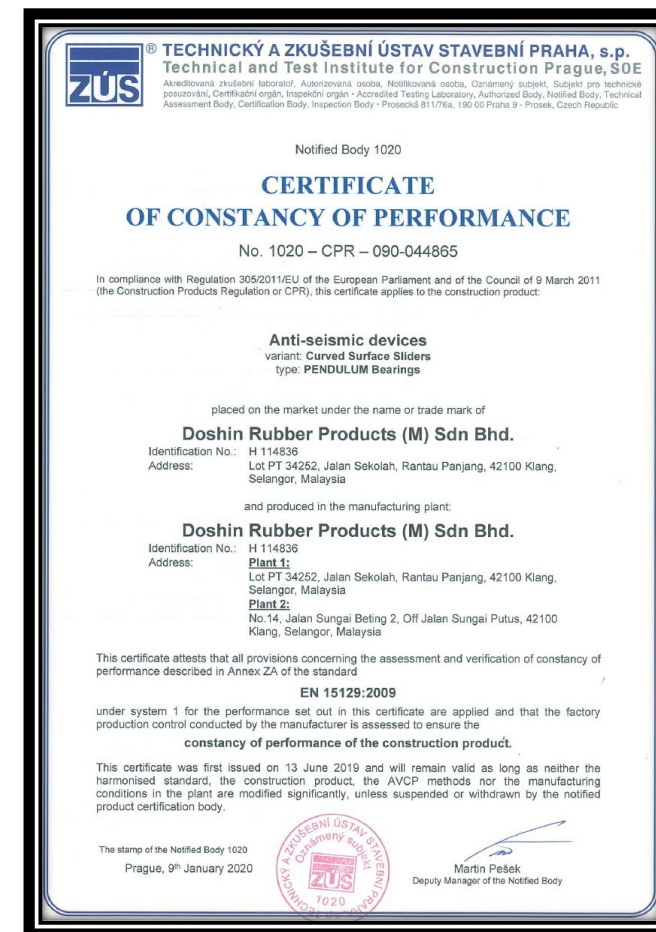 ZÚS
® TECHNICKÝ A ZKUŠEBNÍ ÚSTAV STAVEBNÍ PRAHA, s.p.
Technical and Test Institute for Construction Prague, SOE
Akreditovaná zkušební laboratoř, Autorizovaná osoba, Notifikovaná osoba, Oznámený subjekt, Subjekt pro technické
posuzování, Certifikační orgán, Inspekční orgán • Accredited Testing Laboratory, Authorized Body, Notified Body, Technical
Assessment Body, Certification Body, Inspection Body • Prosecká 811/76a, 190 00 Praha 9 - Prosek, Czech Republic
Notified Body 1020
CERTIFICATE
OF CONSTANCY OF PERFORMANCE
No. 1020 – CPR – 090-044865
In compliance with Regulation 305/2011/EU of the European Parliament and of the Council of 9 March 2011
(the Construction Products Regulation or CPR), this certificate applies to the construction product:
Anti-seismic devices
variant: Curved Surface Sliders
type: PENDULUM Bearings
placed on the market under the name or trade mark of
Doshin Rubber Products (M) Sdn Bhd.
Identification No.: H 114836
Address: Lot PT 34252, Jalan Sekolah, Rantau Panjang, 42100 Klang,
Selangor, Malaysia
and produced in the manufacturing plant:
Doshin Rubber Products (M) Sdn Bhd.
Identification No.: H 114836
Address: Plant 1:
Lot PT 34252, Jalan Sekolah, Rantau Panjang, 42100 Klang,
Selangor, Malaysia
Plant 2:
No.14, Jalan Sungai Beting 2, Off Jalan Sungai Putus, 42100
Klang, Selangor, Malaysia
This certificate attests that all provisions concerning the assessment and verification of constancy of
performance described in Annex ZA of the standard
EN 15129:2009
under system 1 for the performance set out in this certificate are applied and that the factory
production control conducted by the manufacturer is assessed to ensure the
constancy of performance of the construction product.
This certificate was first issued on 13 June 2019 and will remain valid as long as neither the
harmonised standard, the construction product, the AVCP methods nor the manufacturing
conditions in the plant are modified significantly, unless suspended or withdrawn by the notified
product certification body.
The stamp of the Notified Body 1020
Prague, 9th January 2020
TECHNICKÝ A ZKUŠEBNÍ ÚSTAV STAVEBNÍ PRAHA
Oznámený subjekt
ZÚS
1020
Martin Pešek
Deputy Manager of the Notified Body